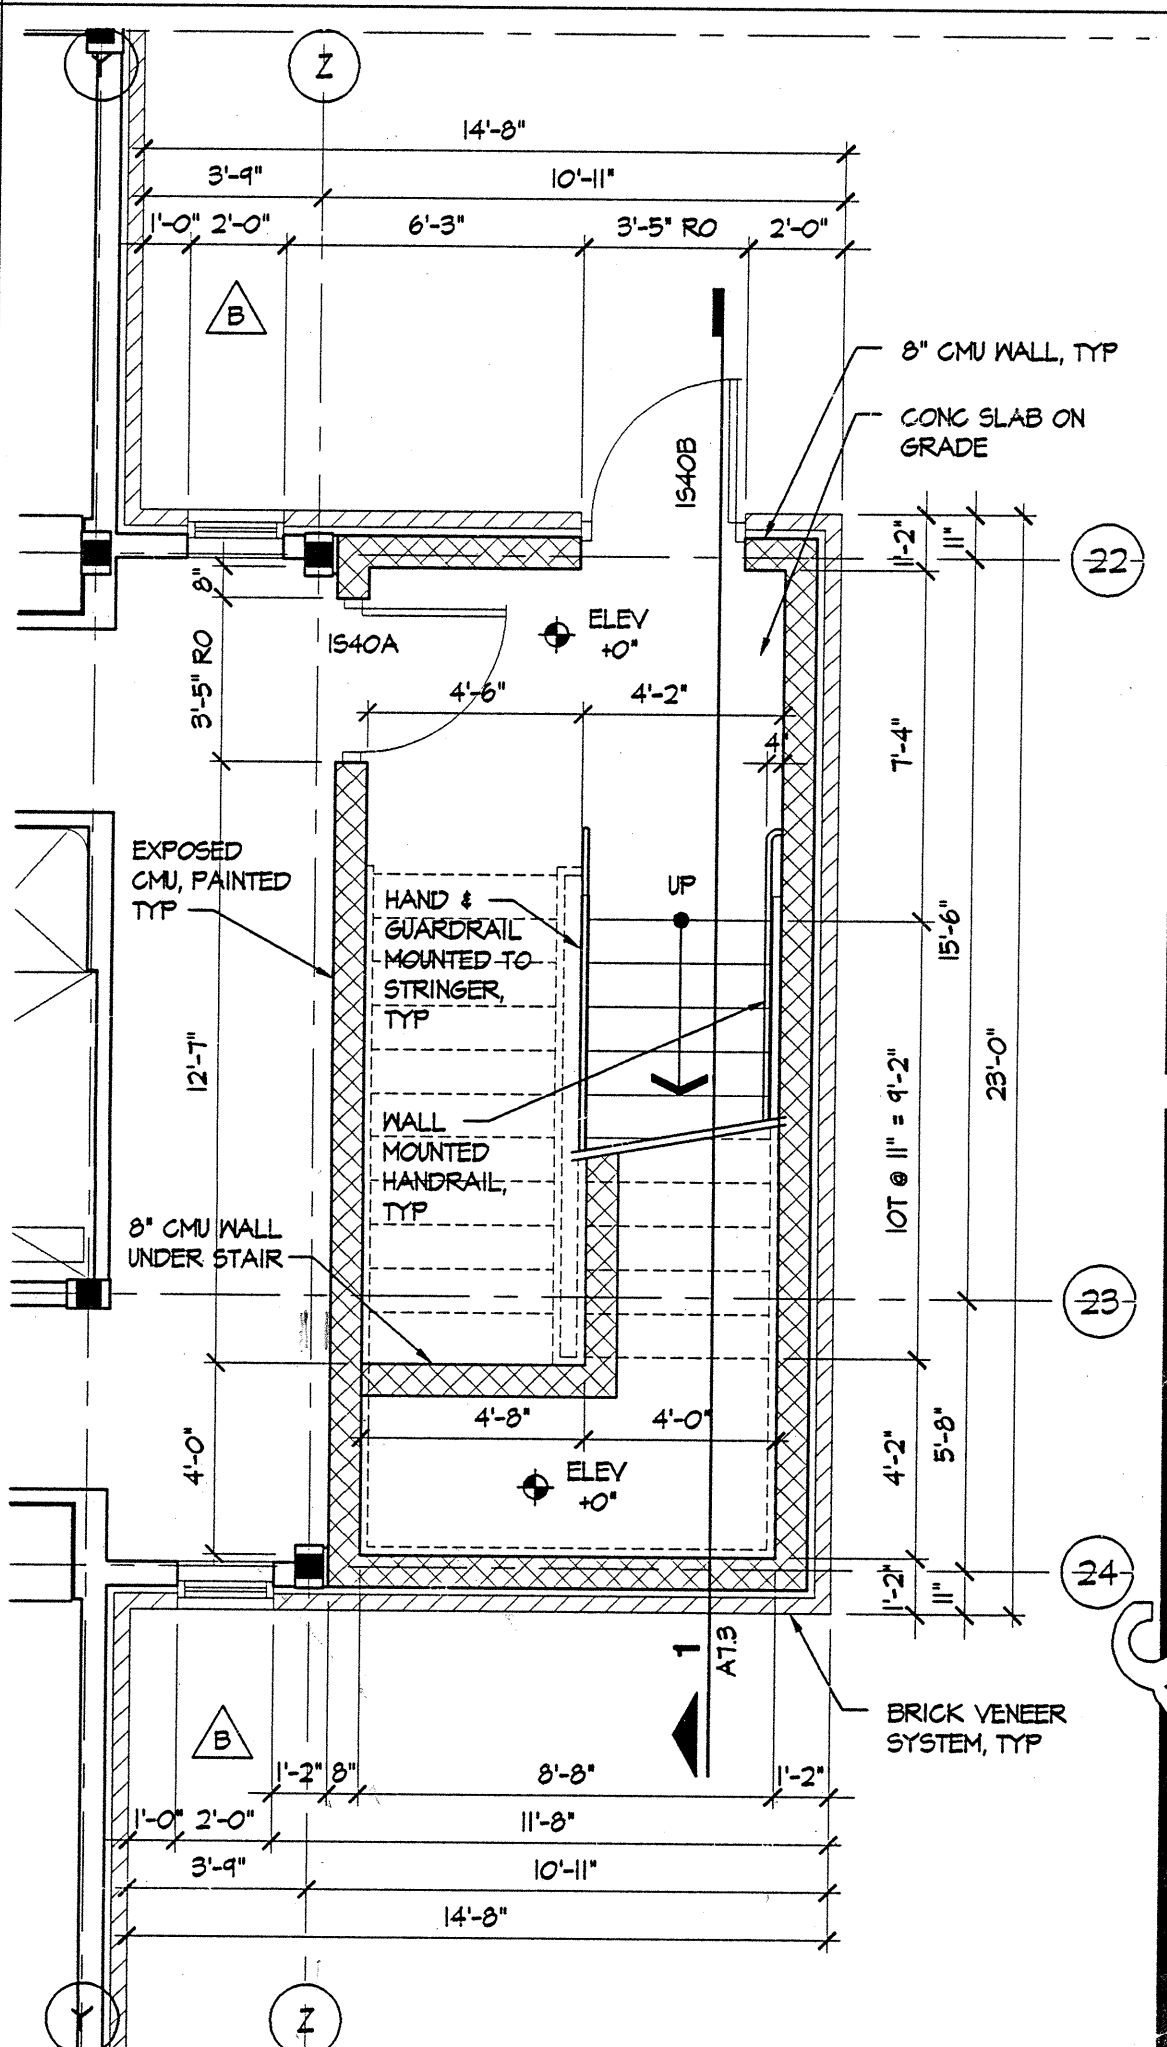 Y
Z
14'-8"
3'-9"
10'-11"
1'-0"
2'-0"
6'-3"
3'-5" RO
2'-0"
B
8" CMU WALL, TYP
CONC SLAB ON
GRADE
1S40B
1'-2"
11"
22
8"
1S40A
ELEV
+0"
3'-5" RO
4'-6"
4'-2"
4"
7'-4"
EXPOSED
CMU, PAINTED
TYP
HAND &
GUARDRAIL
MOUNTED TO
STRINGER,
TYP
UP
15'-6"
12'-7"
23'-0"
10T @ 11" = 9'-2"
WALL
MOUNTED
HANDRAIL,
TYP
8" CMU WALL
UNDER STAIR
23
4'-8"
4'-0"
4'-0"
4'-2"
5'-8"
ELEV
+0"
1'-2"
11"
24
1
A7.3
B
BRICK VENEER
SYSTEM, TYP
1'-2"
8"
8'-8"
1'-2"
1'-0"
2'-0"
11'-8"
3'-9"
10'-11"
14'-8"
Y
Z